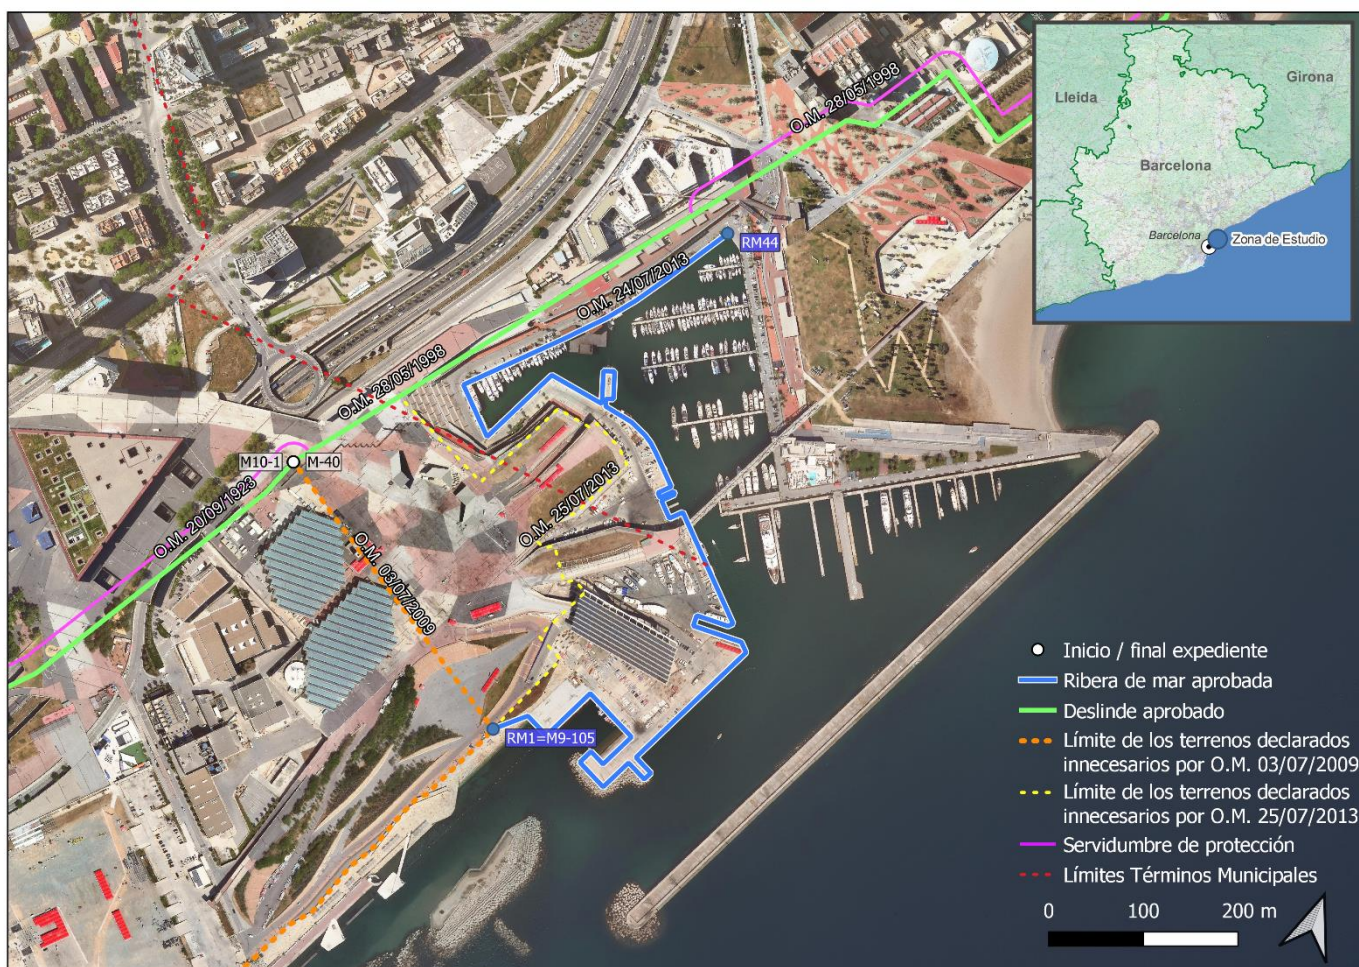 Lleida
Girona
Barcelona
Barcelona
Zona de Estudio
O.M. 28/05/1998
RM44
O.M. 24/07/2013
O.M. 28/05/1998
M10-1
M-40
O.M. 20/09/1923
O.M. 25/07/2013
O.M. 03/07/2009
RM1=M9-105
Inicio / final expediente
Ribera de mar aprobada
Deslinde aprobado
Límite de los terrenos declarados
innecesarios por O.M. 03/07/2009
Límite de los terrenos declarados
innecesarios por O.M. 25/07/2013
Servidumbre de protección
Límites Términos Municipales
0 100 200 m